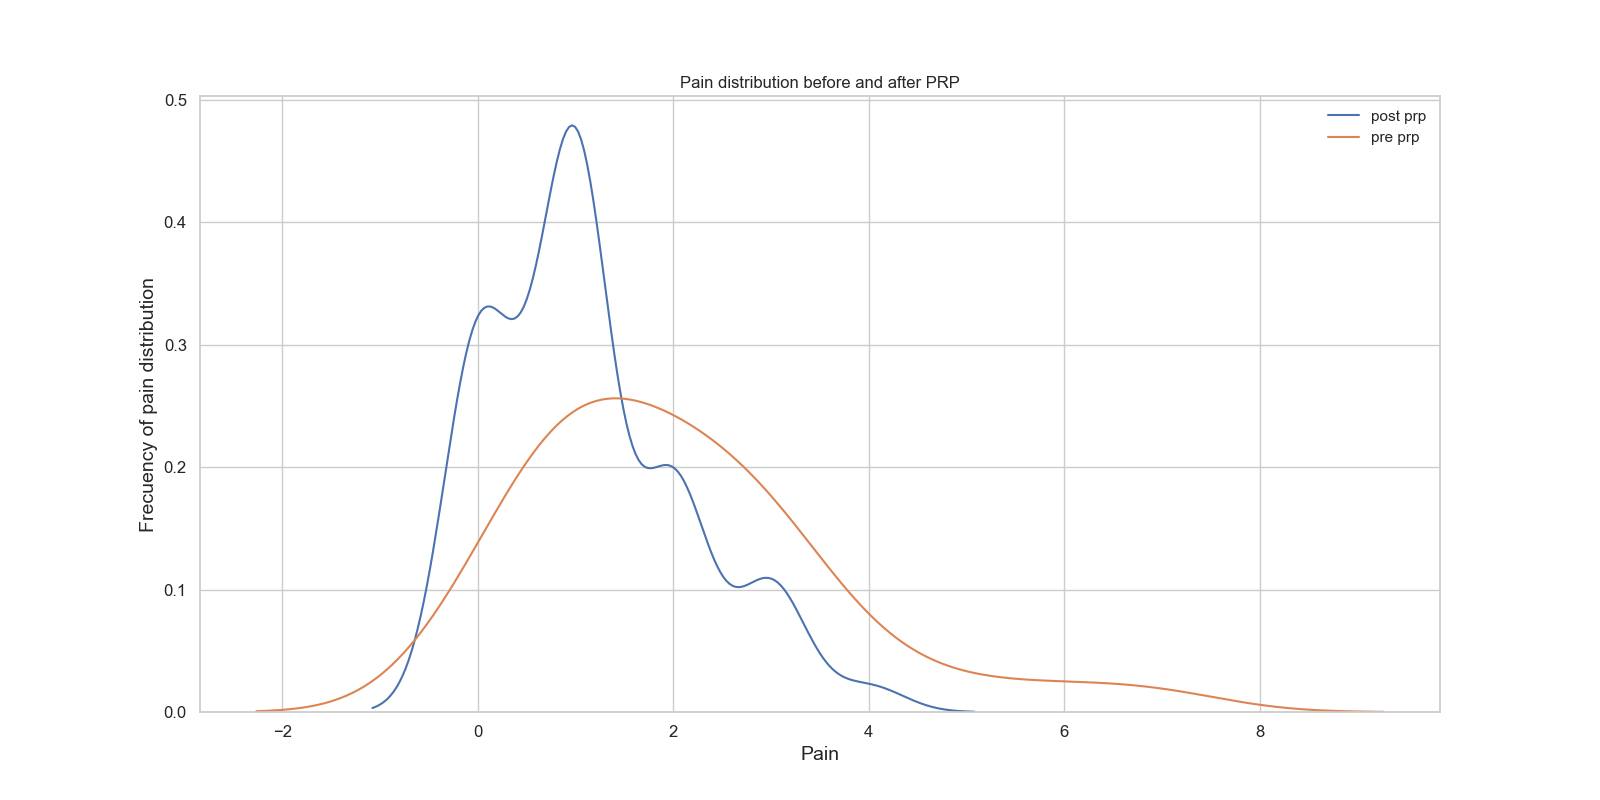 Pain distribution before and after PRP
post prp
pre prp
Frecuency of pain distribution
0.5
0.4
0.3
0.2
0.1
0.0
−2
0
2
4
6
8
Pain